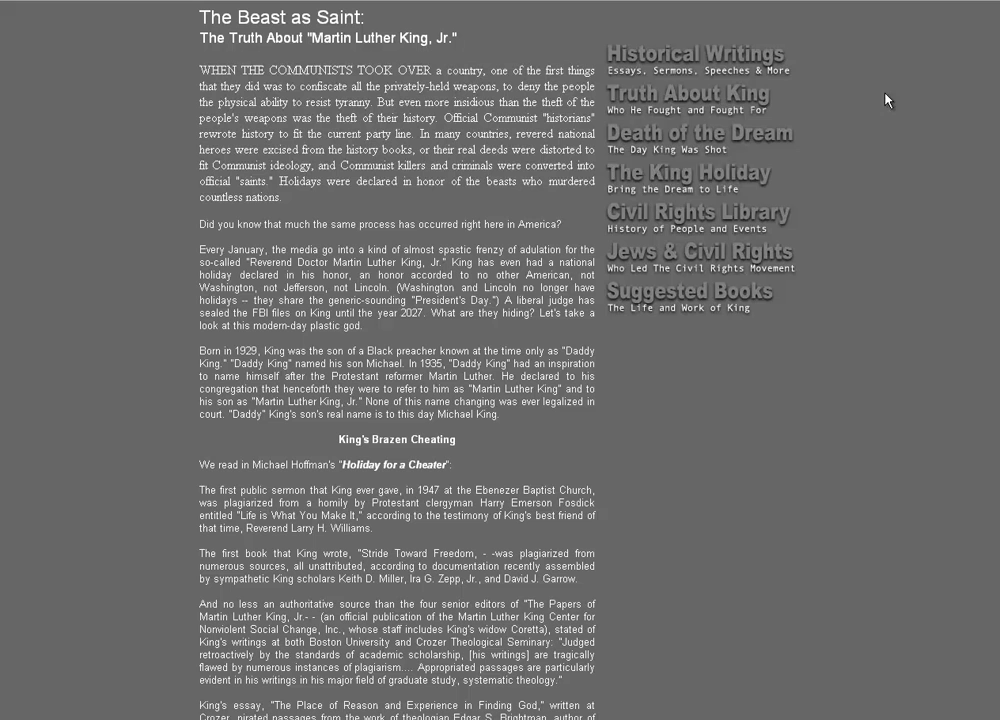 The Beast as Saint:
The Truth About "Martin Luther King, Jr."
WHEN THE COMMUNISTS TOOK OVER a country, one of the first things
that they did was to confiscate all the privately-held weapons, to deny the people
the physical ability to resist tyranny. But even more insidious than the theft of the
people's weapons was the theft of their history. Official Communist "historians"
rewrote history to fit the current party line. In many countries, revered national
heroes were excised from the history books, or their real deeds were distorted to
fit Communist ideology, and Communist killers and criminals were converted into
official "saints." Holidays were declared in honor of the beasts who murdered
countless nations.
Did you know that much the same process has occurred right here in America?
Every January, the media go into a kind of almost spastic frenzy of adulation for the
so-called "Reverend Doctor Martin Luther King, Jr." King has even had a national
holiday declared in his honor, an honor accorded to no other American, not
Washington, not Jefferson, not Lincoln. (Washington and Lincoln no longer have
holidays -- they share the generic-sounding "President's Day.") A liberal judge has
sealed the FBI files on King until the year 2027. What are they hiding? Let's take a
look at this modern-day plastic god.
Born in 1929, King was the son of a Black preacher known at the time only as "Daddy
King." "Daddy King" named his son Michael. In 1935, "Daddy King" had an inspiration
to name himself after the Protestant reformer Martin Luther. He declared to his
congregation that henceforth they were to refer to him as "Martin Luther King" and to
his son as "Martin Luther King, Jr." None of this name changing was ever legalized in
court. "Daddy" King's son's real name is to this day Michael King.
King's Brazen Cheating
We read in Michael Hoffman's "Holiday for a Cheater":
The first public sermon that King ever gave, in 1947 at the Ebenezer Baptist Church,
was plagiarized from a homily by Protestant clergyman Harry Emerson Fosdick
entitled "Life is What You Make It," according to the testimony of King's best friend of
that time, Reverend Larry H. Williams.
The first book that King wrote, "Stride Toward Freedom, - -was plagiarized from
numerous sources, all unattributed, according to documentation recently assembled
by sympathetic King scholars Keith D. Miller, Ira G. Zepp, Jr., and David J. Garrow.
And no less an authoritative source than the four senior editors of "The Papers of
Martin Luther King, Jr.- - (an official publication of the Martin Luther King Center for
Nonviolent Social Change, Inc., whose staff includes King's widow Coretta), stated of
King's writings at both Boston University and Crozer Theological Seminary: "Judged
retroactively by the standards of academic scholarship, [his writings] are tragically
flawed by numerous instances of plagiarism.... Appropriated passages are particularly
evident in his writings in his major field of graduate study, systematic theology."
King's essay, "The Place of Reason and Experience in Finding God," written at
Crozer, pirated passages from the work of theologian Edgar S. Brightman, author of
Historical Writings
Essays, Sermons, Speeches & More
Truth About King
Who He Fought and Fought For
Death of the Dream
The Day King Was Shot
The King Holiday
Bring the Dream to Life
Civil Rights Library
History of People and Events
Jews & Civil Rights
Who Led The Civil Rights Movement
Suggested Books
The Life and Work of King